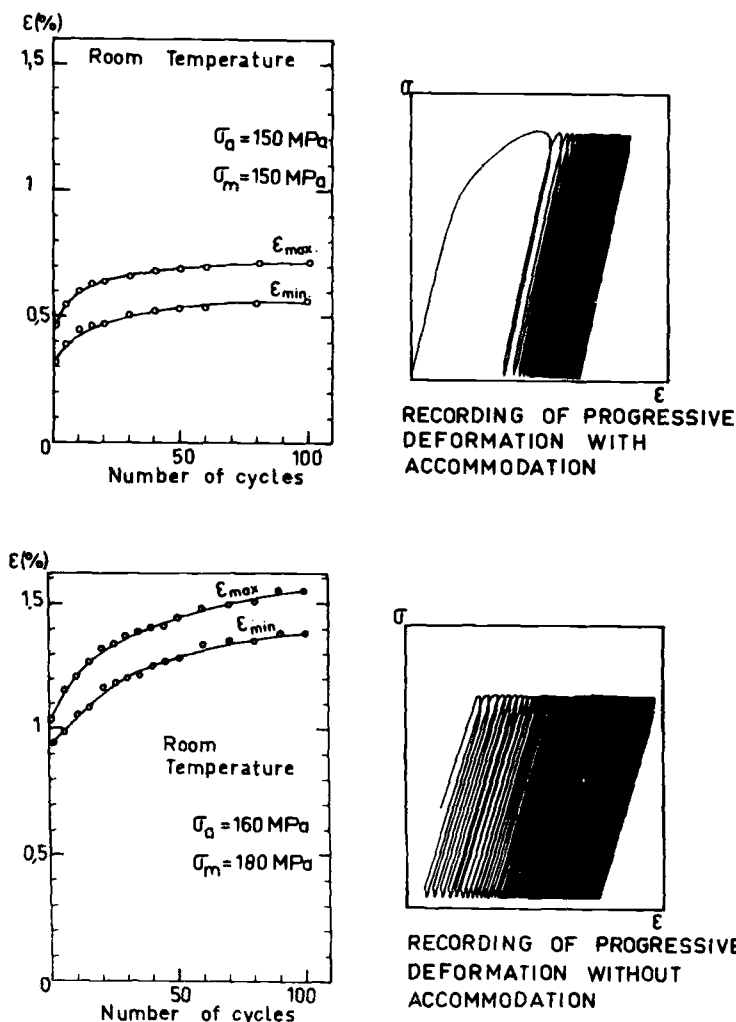 ε(%)
1,5
Room Temperature
σa = 150 MPa
σm = 150 MPa
1
εmax.
εmin.
0,5
0
50
100
Number of cycles
σ
ε
RECORDING OF PROGRESSIVE
DEFORMATION WITH
ACCOMMODATION
ε(%)
1,5
εmax
εmin
1
Room
Temperature
σa = 160 MPa
σm = 180 MPa
0,5
0
50
100
Number of cycles
σ
ε
RECORDING OF PROGRESSIVE
DEFORMATION WITHOUT
ACCOMMODATION